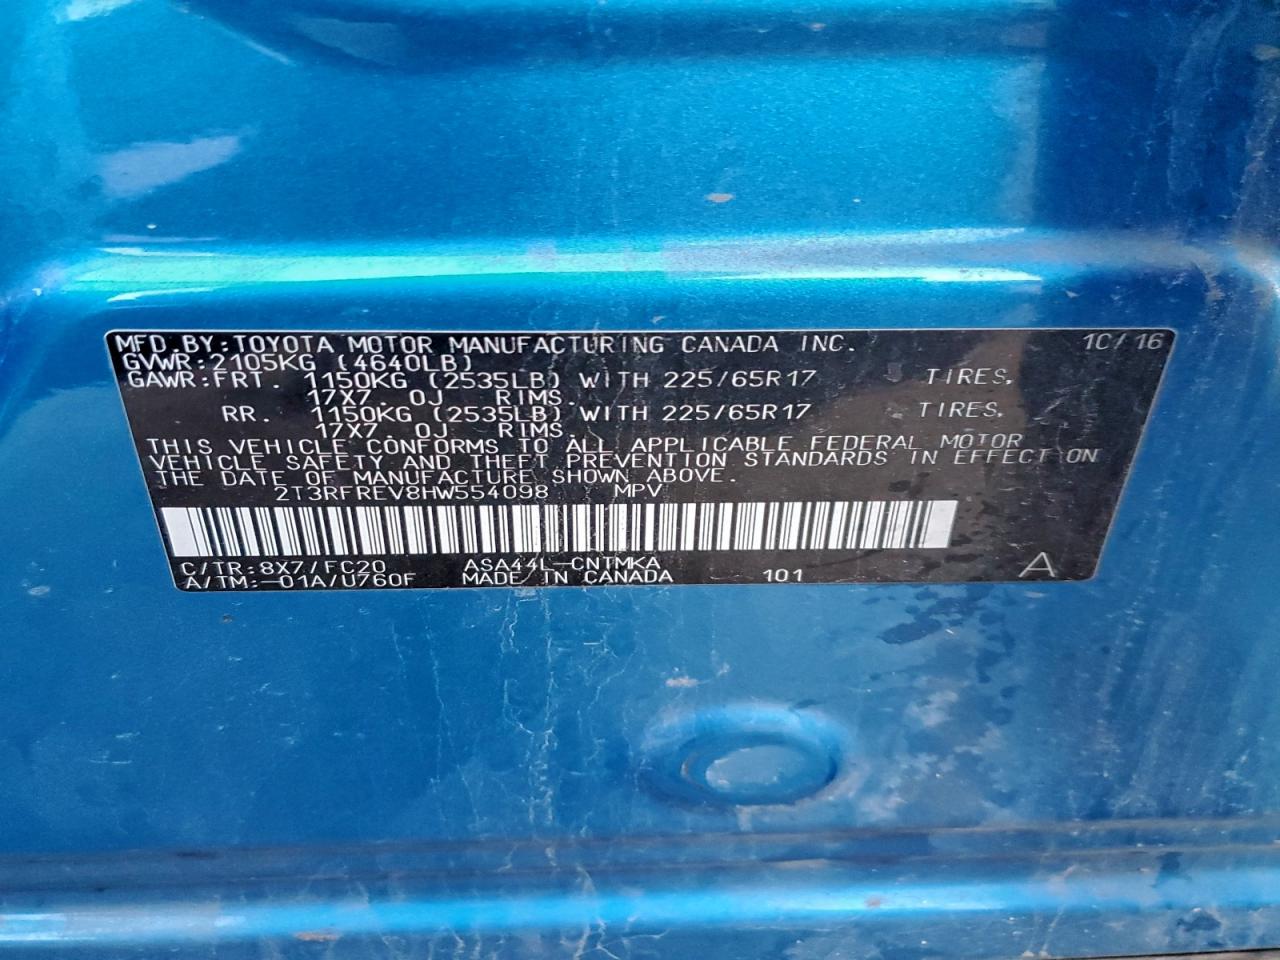 MFD.BY:TOYOTA MOTOR MANUFACTURING CANADA INC. 10/16
GVWR:2105KG (4640LB)
GAWR:FRT. 1150KG (2535LB) WITH 225/65R17 TIRES,
17X7.0J RIMS.
RR. 1150KG (2535LB) WITH 225/65R17 TIRES,
17X7.0J RIMS.
THIS VEHICLE CONFORMS TO ALL APPLICABLE FEDERAL MOTOR
VEHICLE SAFETY AND THEFT PREVENTION STANDARDS IN EFFECT ON
THE DATE OF MANUFACTURE SHOWN ABOVE.
2T3RFREV8HW554098 MPV
C/TR:8X7/FC20 ASA44L-CNTMKA
A/TM:-01A/U760F MADE IN CANADA 101 A